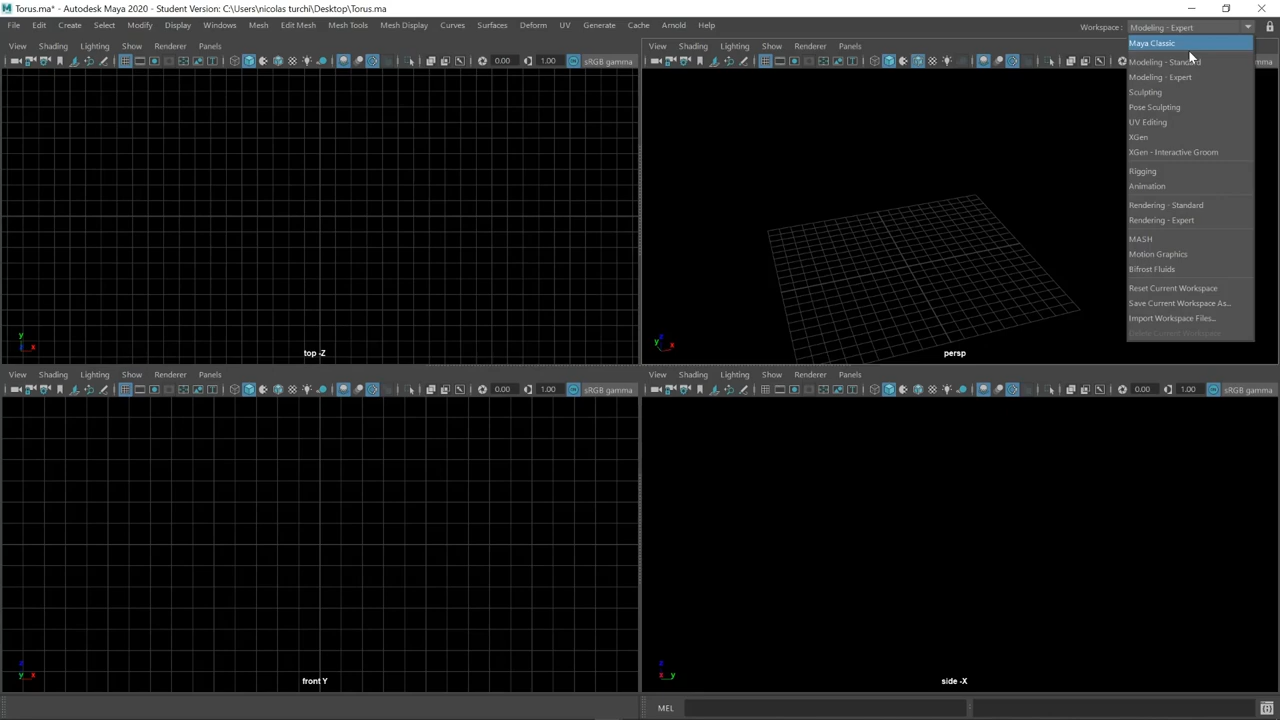 Torus.ma* - Autodesk Maya 2020 - Student Version: C:\Users\nicolas turchi\Desktop\Torus.ma
File Edit Create Select Modify Display Windows Mesh Edit Mesh Mesh Tools Mesh Display Curves Surfaces Deform UV Generate Cache Arnold Help
Workspace : Modeling - Expert
View Shading Lighting Show Renderer Panels
0.00 1.00 sRGB gamma
View Shading Lighting Show Renderer Panels
Maya Classic
Modeling - Standard
Modeling - Expert
Sculpting
Pose Sculpting
UV Editing
XGen
XGen - Interactive Groom
Rigging
Animation
Rendering - Standard
Rendering - Expert
MASH
Motion Graphics
Bifrost Fluids
Reset Current Workspace
Save Current Workspace As...
Import Workspace Files...
y
x
top -Z
z
y
x
persp
View Shading Lighting Show Renderer Panels
0.00 1.00 sRGB gamma
z
y x
front Y
View Shading Lighting Show Renderer Panels
0.00 1.00 sRGB gamma
z
x y
side -X
MEL